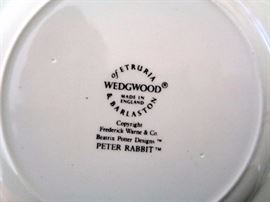 of ETRURIA
WEDGWOOD®
MADE IN
ENGLAND
& BARLASTON
Copyright
Frederick Warne & Co.
Beatrix Potter Designs™
PETER RABBIT™